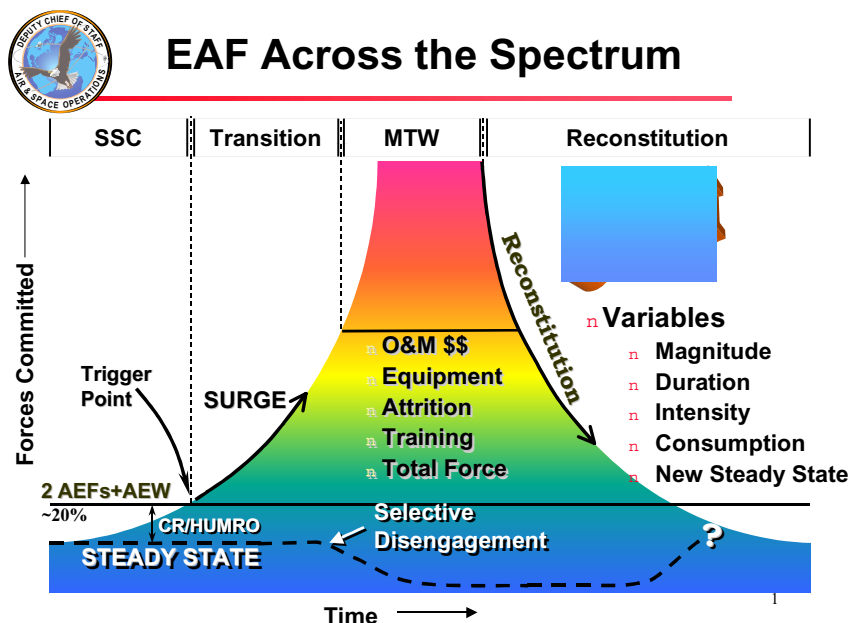 DEPUTY CHIEF OF STAFF
AIR & SPACE OPERATIONS
EAF Across the Spectrum
SSC
Transition
MTW
Reconstitution
Forces Committed
Trigger
Point
SURGE
Reconstitution
n O&M $$
n Equipment
n Attrition
n Training
n Total Force
n Variables
n Magnitude
n Duration
n Intensity
n Consumption
n New Steady State
2 AEFs+AEW
~20%
CR/HUMRO
STEADY STATE
Selective
Disengagement
?
Time
1